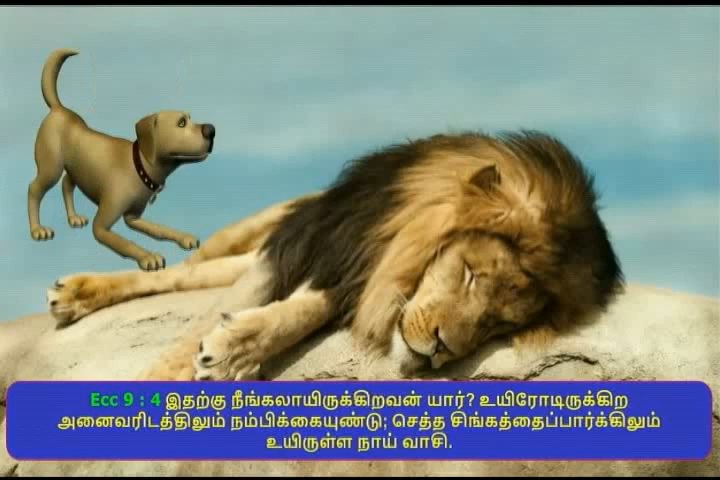 Ecc 9 : 4 இதற்கு நீங்கலாயிருக்கிறவன் யார்? உயிரோடிருக்கிற
அனைவரிடத்திலும் நம்பிக்கையுண்டு; செத்த சிங்கத்தைப்பார்க்கிலும்
உயிருள்ள நாய் வாசி.